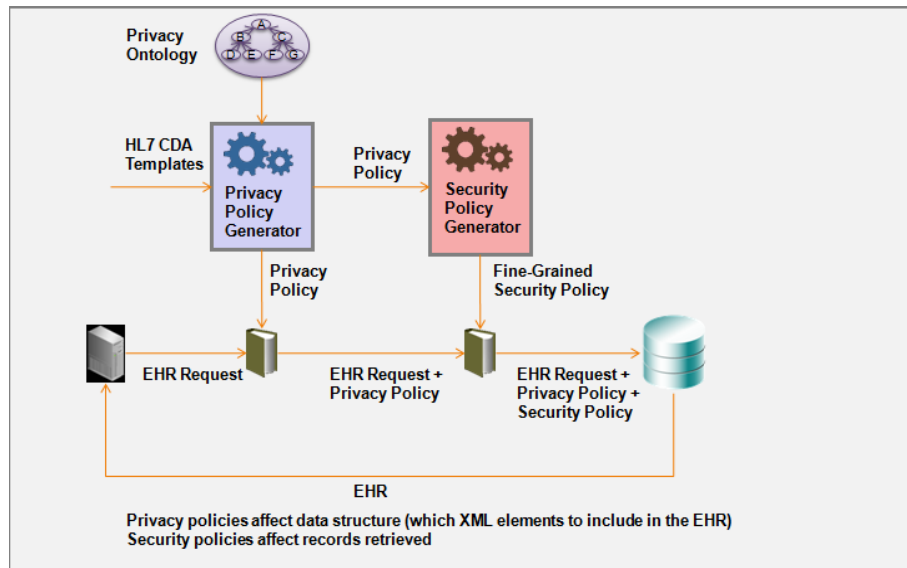 Privacy
Ontology
A
B C
D E F G
HL7 CDA
Templates
Privacy
Policy
Generator
Privacy
Policy
Security
Policy
Generator
Privacy
Policy
Fine-Grained
Security Policy
EHR Request
EHR Request +
Privacy Policy
EHR Request +
Privacy Policy +
Security Policy
EHR
Privacy policies affect data structure (which XML elements to include in the EHR)
Security policies affect records retrieved